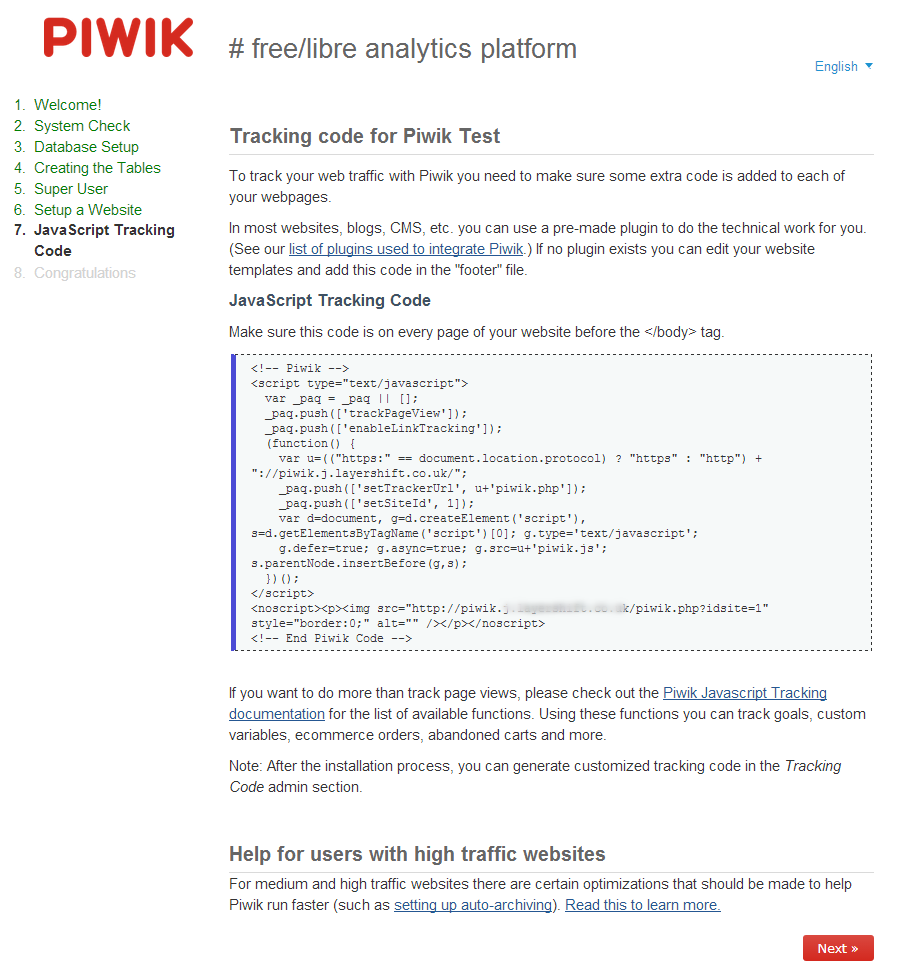 PIWIK
# free/libre analytics platform
English
1. Welcome!
2. System Check
3. Database Setup
4. Creating the Tables
5. Super User
6. Setup a Website
7. JavaScript Tracking
Code
8. Congratulations
Tracking code for Piwik Test
To track your web traffic with Piwik you need to make sure some extra code is added to each of
your webpages.
In most websites, blogs, CMS, etc. you can use a pre-made plugin to do the technical work for you.
(See our list of plugins used to integrate Piwik.) If no plugin exists you can edit your website
templates and add this code in the "footer" file.
JavaScript Tracking Code
Make sure this code is on every page of your website before the </body> tag.
<!-- Piwik -->
<script type="text/javascript">
  var _paq = _paq || [];
  _paq.push(['trackPageView']);
  _paq.push(['enableLinkTracking']);
  (function() {
    var u=(("https:" == document.location.protocol) ? "https" : "http") +
"://piwik.j.layershift.co.uk/";
    _paq.push(['setTrackerUrl', u+'piwik.php']);
    _paq.push(['setSiteId', 1]);
    var d=document, g=d.createElement('script'),
s=d.getElementsByTagName('script')[0]; g.type='text/javascript';
    g.defer=true; g.async=true; g.src=u+'piwik.js';
s.parentNode.insertBefore(g,s);
  })();
</script>
<noscript><p><img src="http://piwik./piwik.php?idsite=1"
style="border:0;" alt="" /></p></noscript>
<!-- End Piwik Code -->
If you want to do more than track page views, please check out the Piwik Javascript Tracking
documentation for the list of available functions. Using these functions you can track goals, custom
variables, ecommerce orders, abandoned carts and more.
Note: After the installation process, you can generate customized tracking code in the Tracking
Code admin section.
Help for users with high traffic websites
For medium and high traffic websites there are certain optimizations that should be made to help
Piwik run faster (such as setting up auto-archiving). Read this to learn more.
Next »